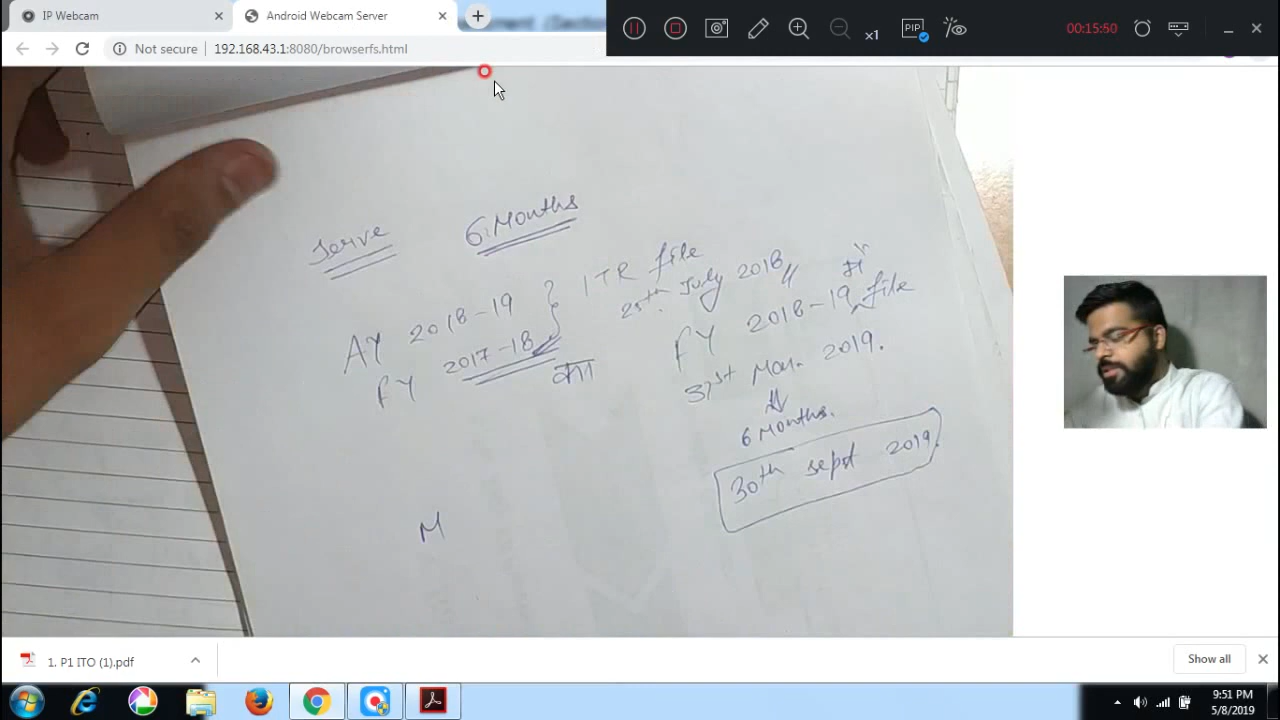 IP Webcam
Android Webcam Server
Not secure
192.168.43.1:8080/browserfs.html
x1
PIP
00:15:50
Serve
6 Months
AY 2018-19
FY 2017-18
का
ITR file
25th July 2018
FY 2018-19 file
में
31st Mar. 2019.
6 Months.
30th sept 2019
M
1. P1 ITO (1).pdf
Show all
9:51 PM
5/8/2019